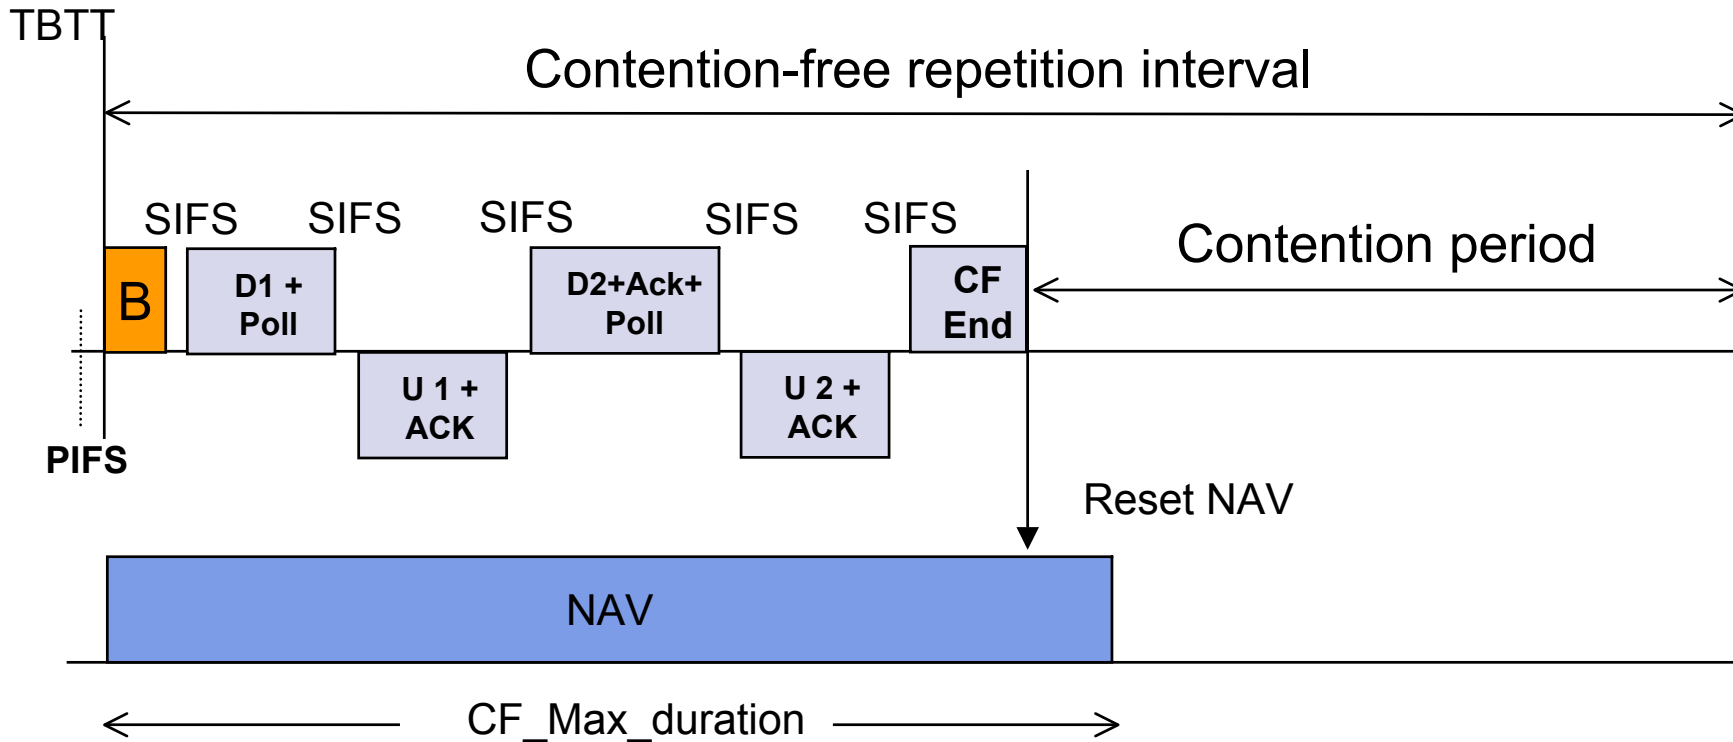 TBTT
Contention-free repetition interval
SIFS SIFS SIFS SIFS SIFS
Contention period
B
D1 +
Poll
D2+Ack+
Poll
CF
End
U 1 +
ACK
U 2 +
ACK
PIFS
Reset NAV
NAV
CF_Max_duration